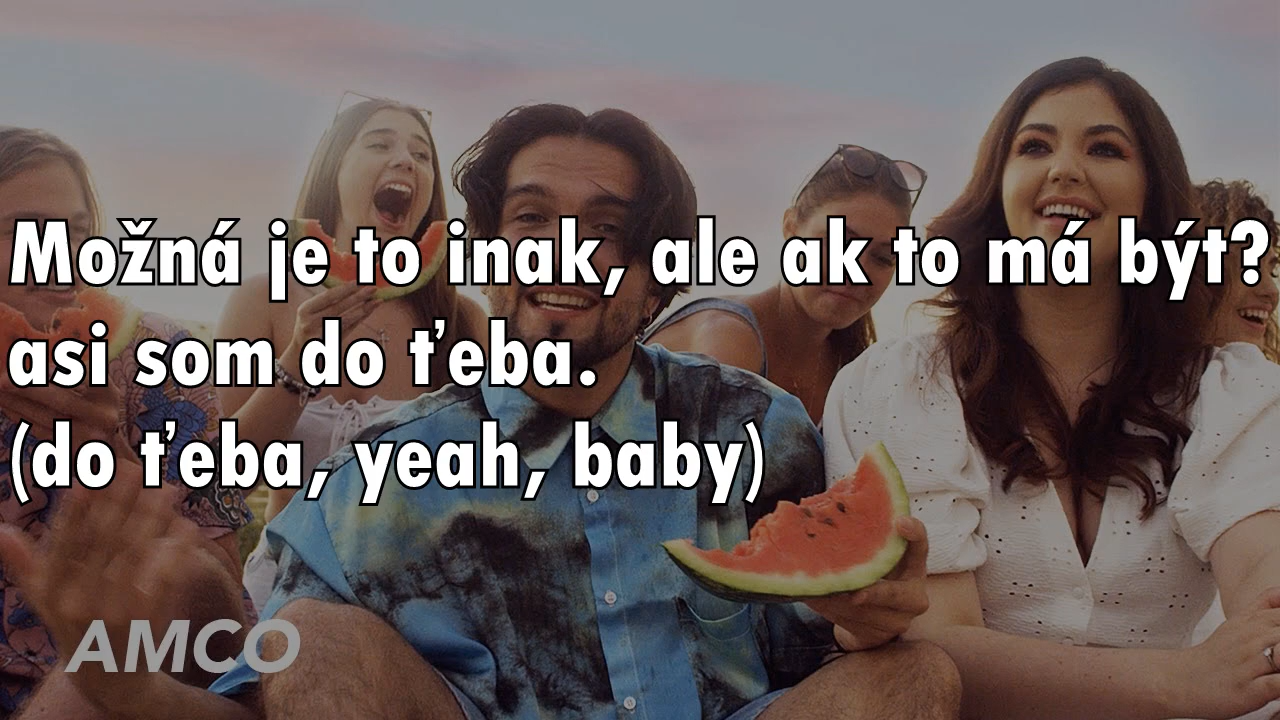 Možná je to inak, ale ak to má být?
asi som do ťeba.
(do ťeba, yeah, baby)
AMCO